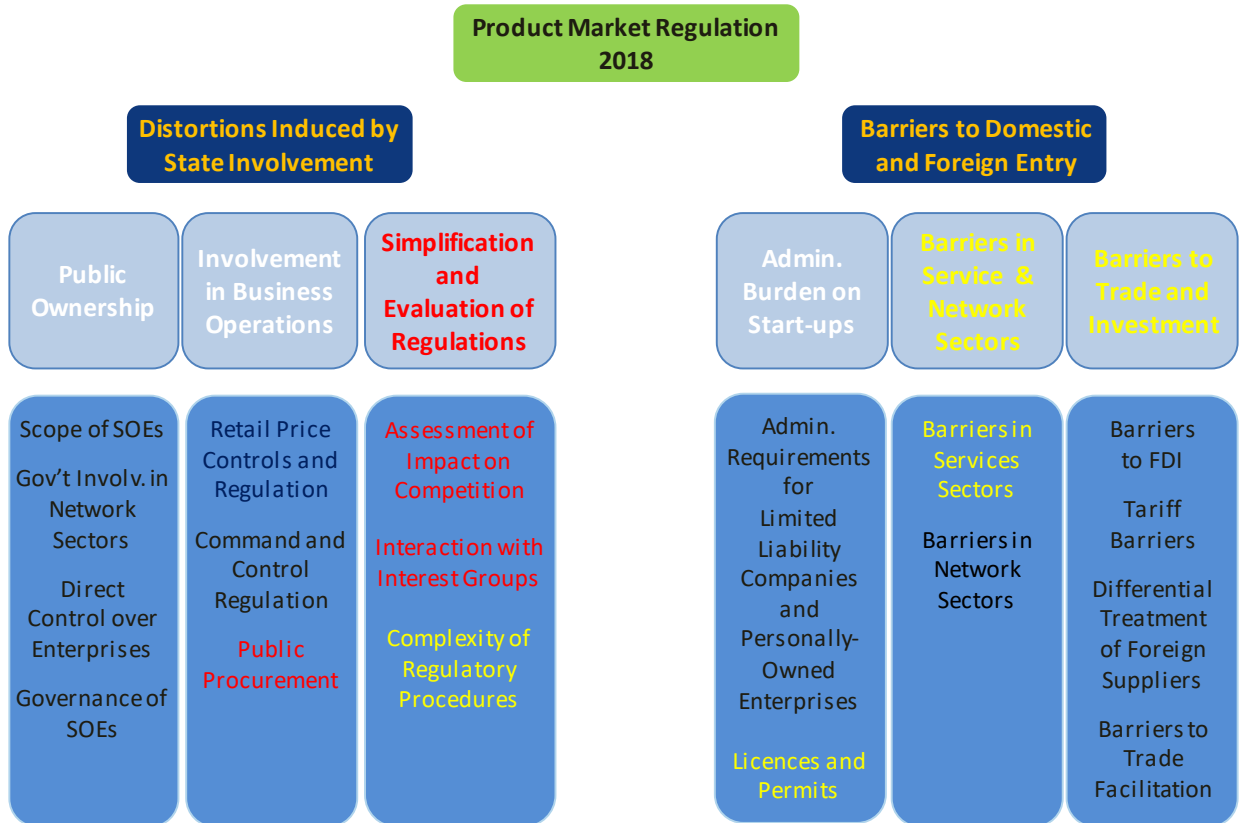 Product Market Regulation
2018
Distortions Induced by
State Involvement
Barriers to Domestic
and Foreign Entry
Public
Ownership
Involvement
in Business
Operations
Simplification
and
Evaluation of
Regulations
Admin.
Burden on
Start-ups
Barriers in
Service &
Network
Sectors
Barriers to
Trade and
Investment
Scope of SOEs
Gov't Involv. in
Network
Sectors
Direct
Control over
Enterprises
Governance of
SOEs
Retail Price
Controls and
Regulation
Command and
Control
Regulation
Public
Procurement
Assessment of
Impact on
Competition
Interaction with
Interest Groups
Complexity of
Regulatory
Procedures
Admin.
Requirements
for
Limited
Liability
Companies
and
Personally-
Owned
Enterprises
Licences and
Permits
Barriers in
Services
Sectors
Barriers in
Network
Sectors
Barriers
to FDI
Tariff
Barriers
Differential
Treatment
of Foreign
Suppliers
Barriers to
Trade
Facilitation